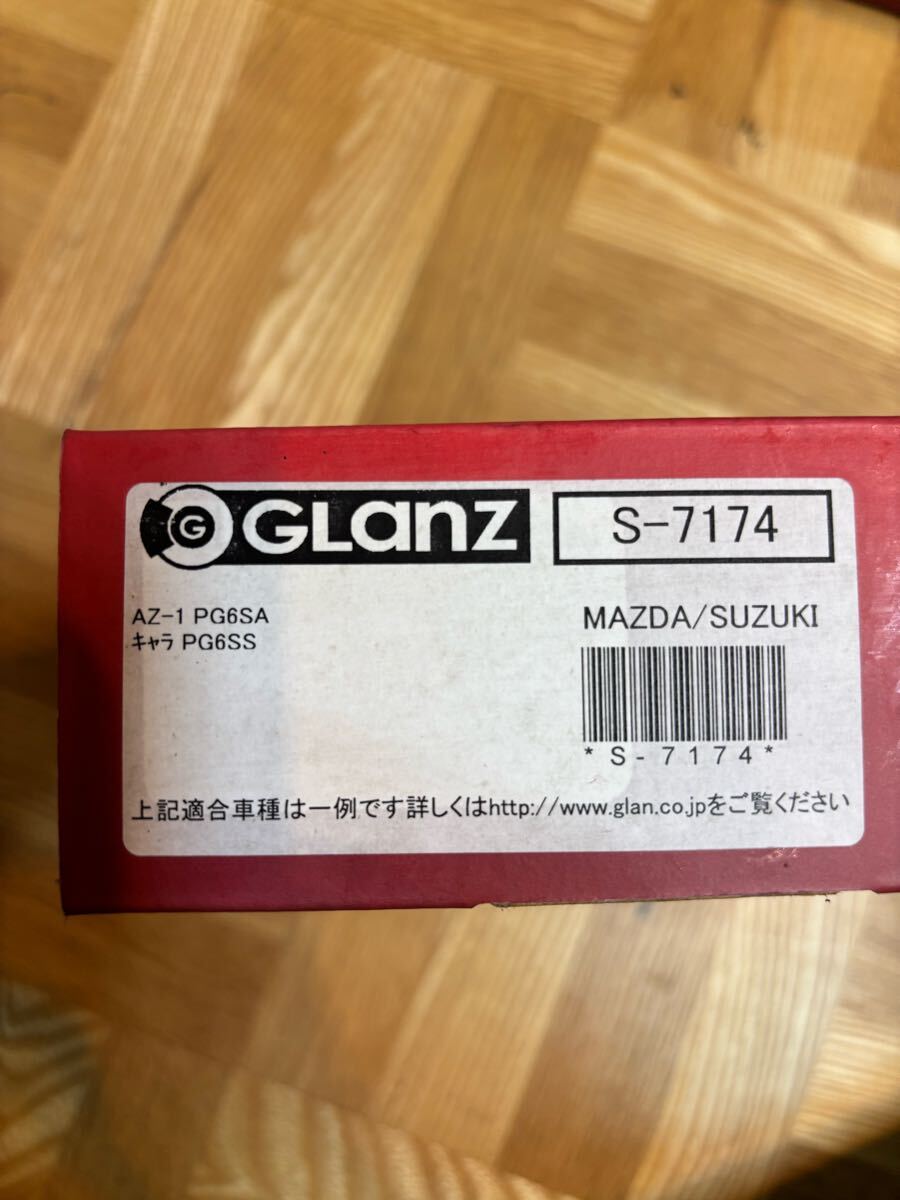 G GLanz
S-7174
AZ-1 PG6SA
キャラ PG6SS
MAZDA/SUZUKI
*S-7174*
上記適合車種は一例です詳しくはhttp://www.glan.co.jpをご覧ください